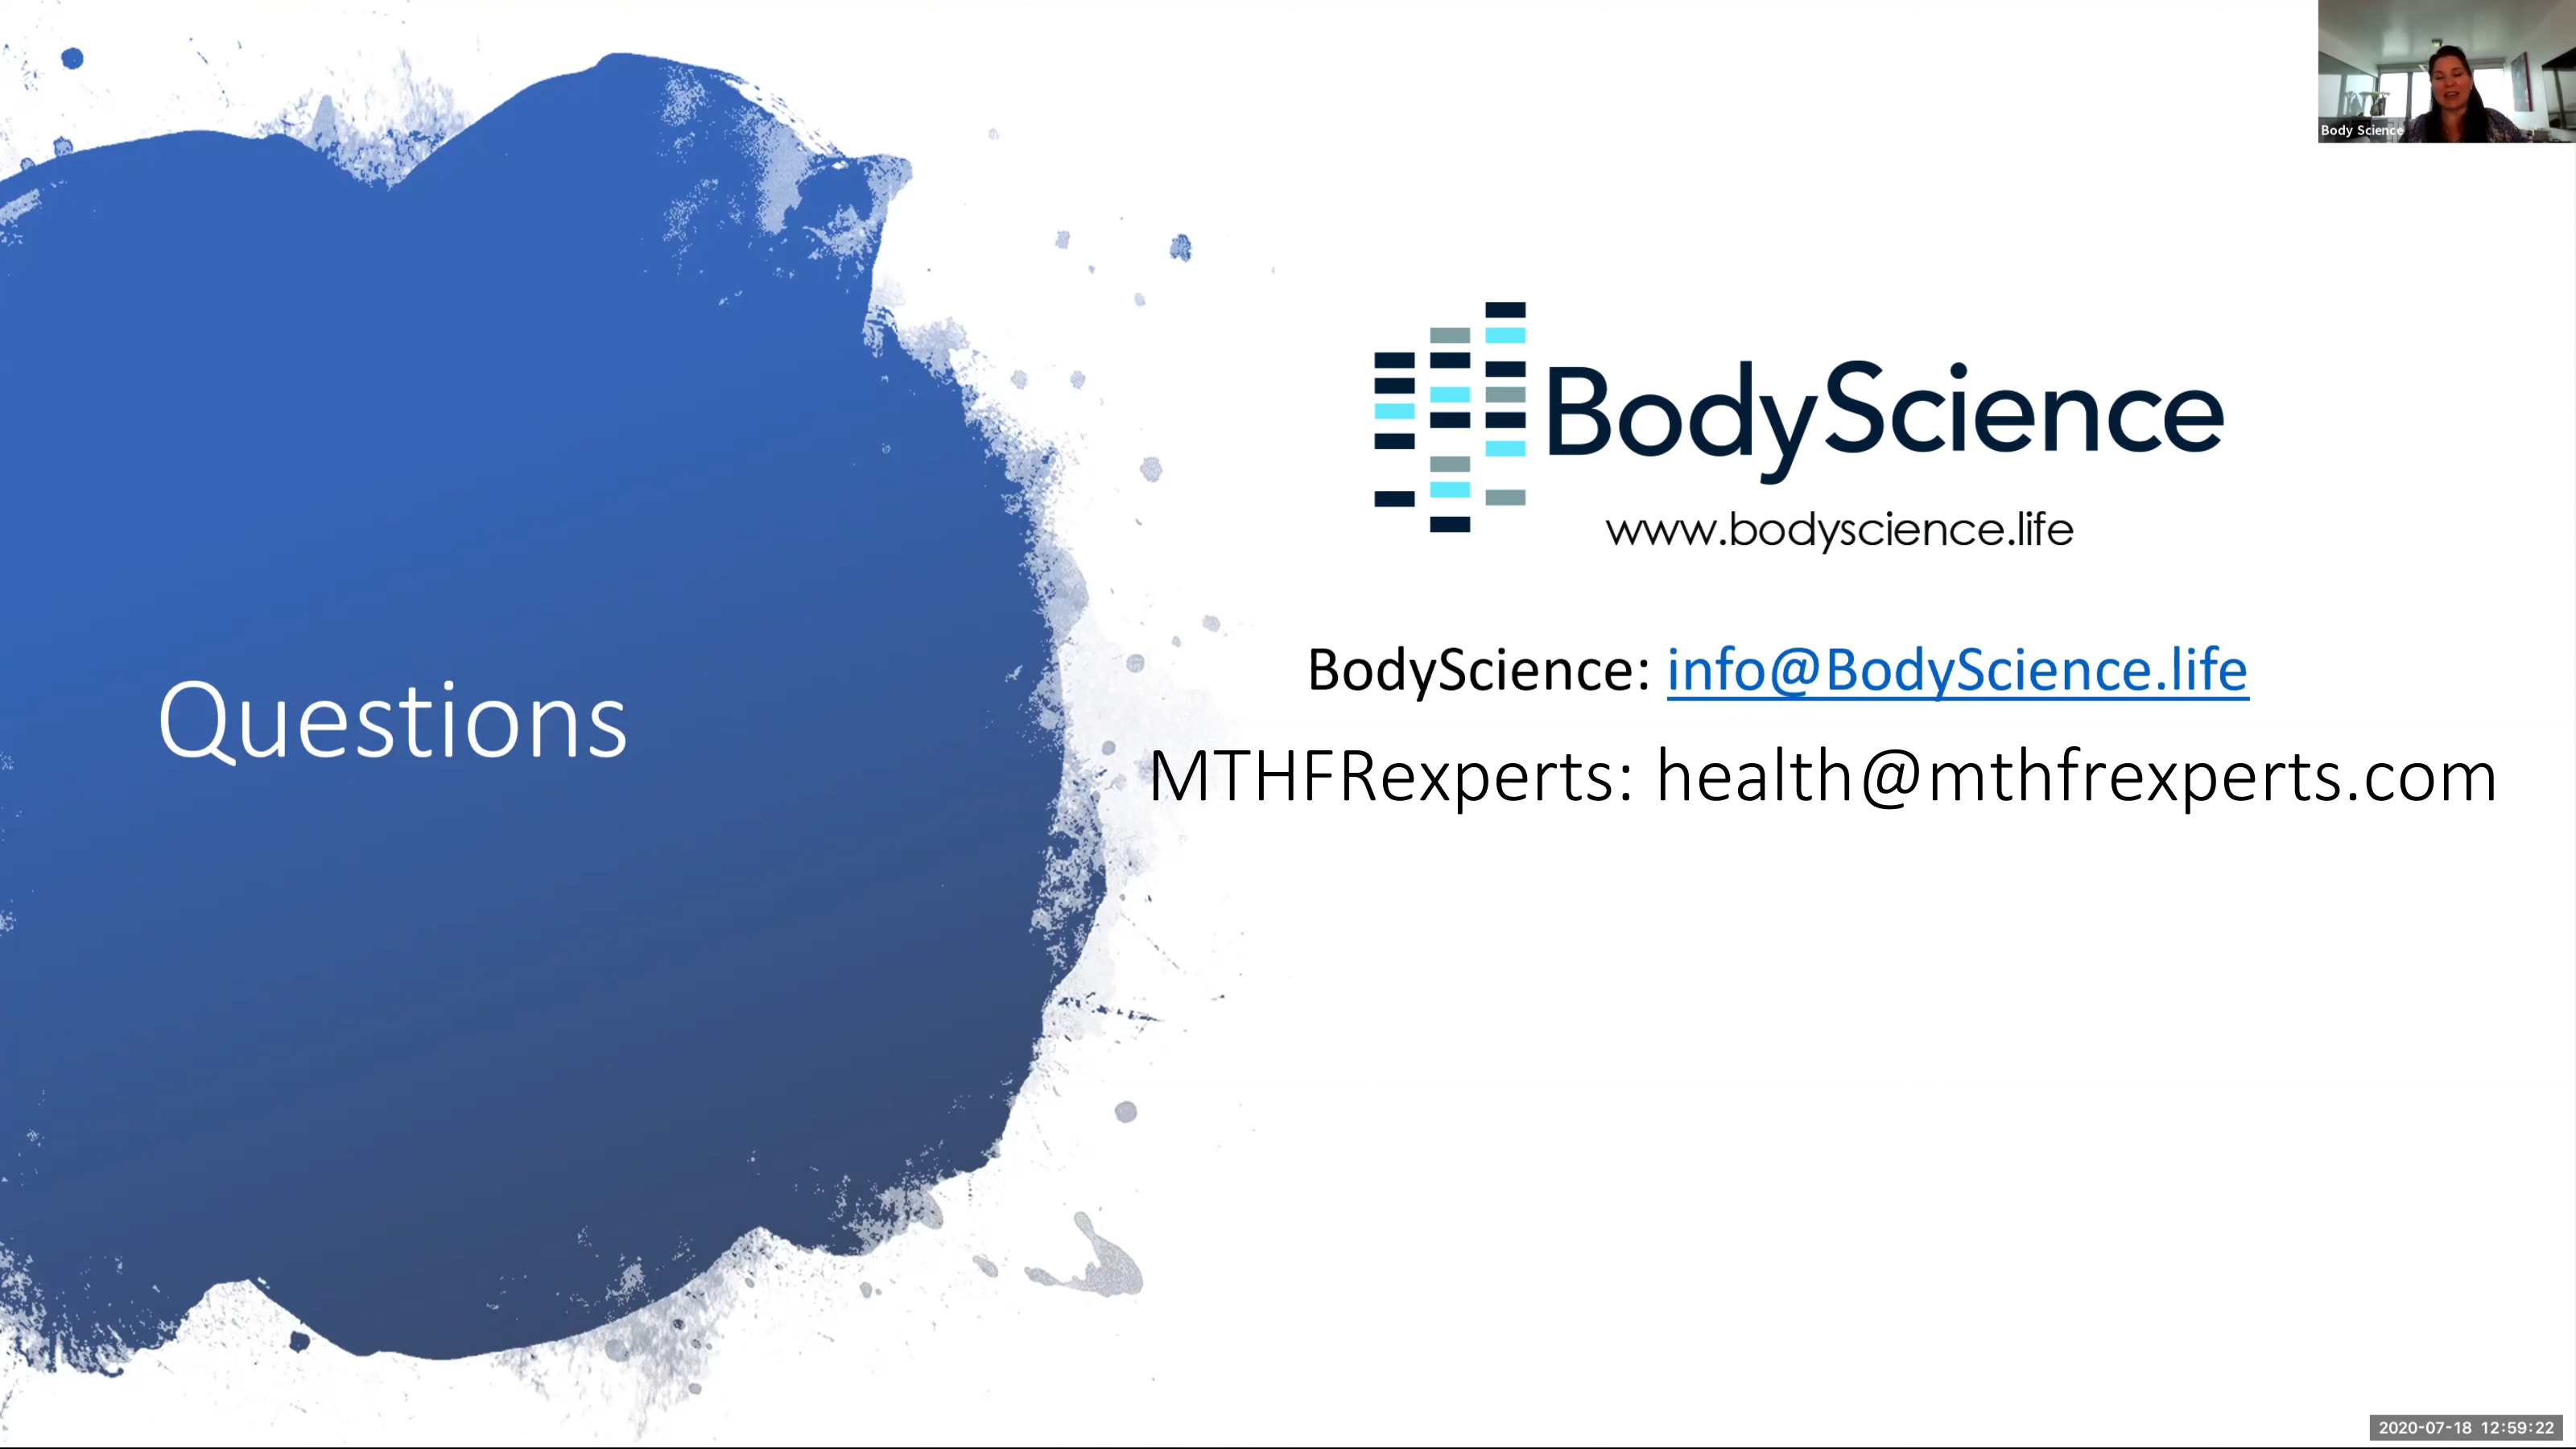 Body Science
BodyScience
www.bodyscience.life
BodyScience: info@BodyScience.life
Questions
MTHFRexperts: health@mthfrexperts.com
2020-07-18 12:59:22